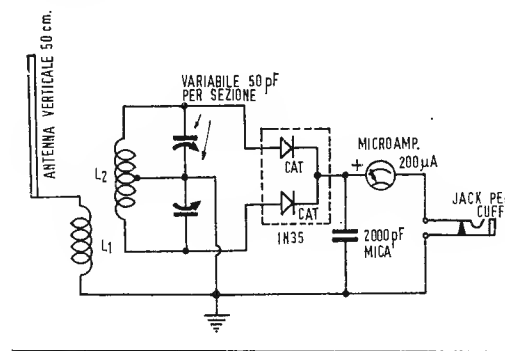 ANTENNA VERTICALE 50 cm.
VARIABILE 50 pF
PER SEZIONE
L2
L1
CAT
CAT
1N35
MICROAMP.
200 µA
+
2000 pF
MICA
JACK PE
CUFF